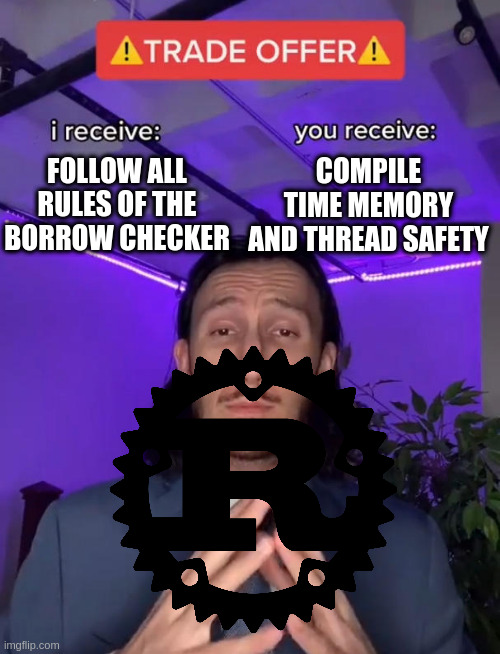 ⚠TRADE OFFER⚠
i receive:
you receive:
FOLLOW ALL
RULES OF THE
BORROW CHECKER
COMPILE
TIME MEMORY
AND THREAD SAFETY
R
imgflip.com